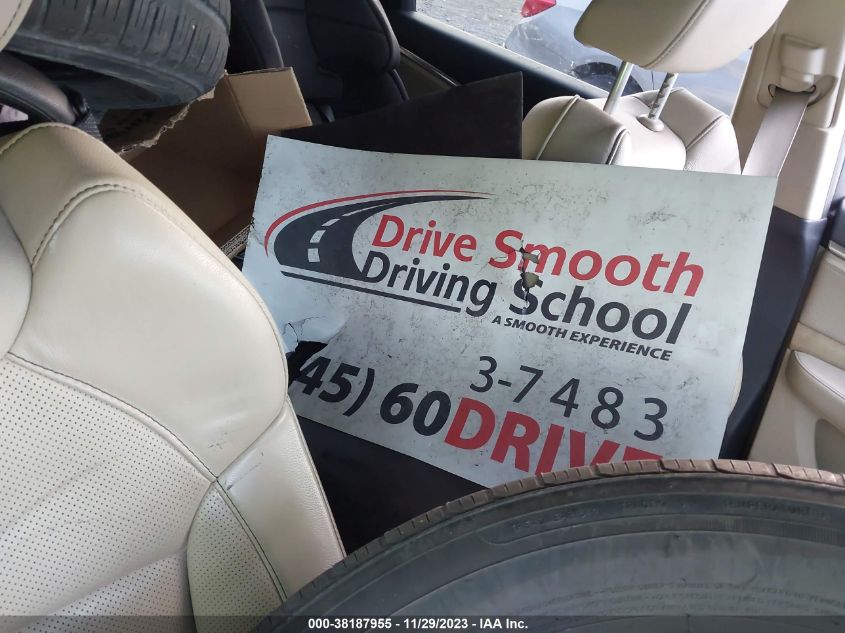 Drive Smooth
Driving School
A SMOOTH EXPERIENCE
3-7483
45) 60DRIVE
000-38187955 - 11/29/2023 - IAA Inc.